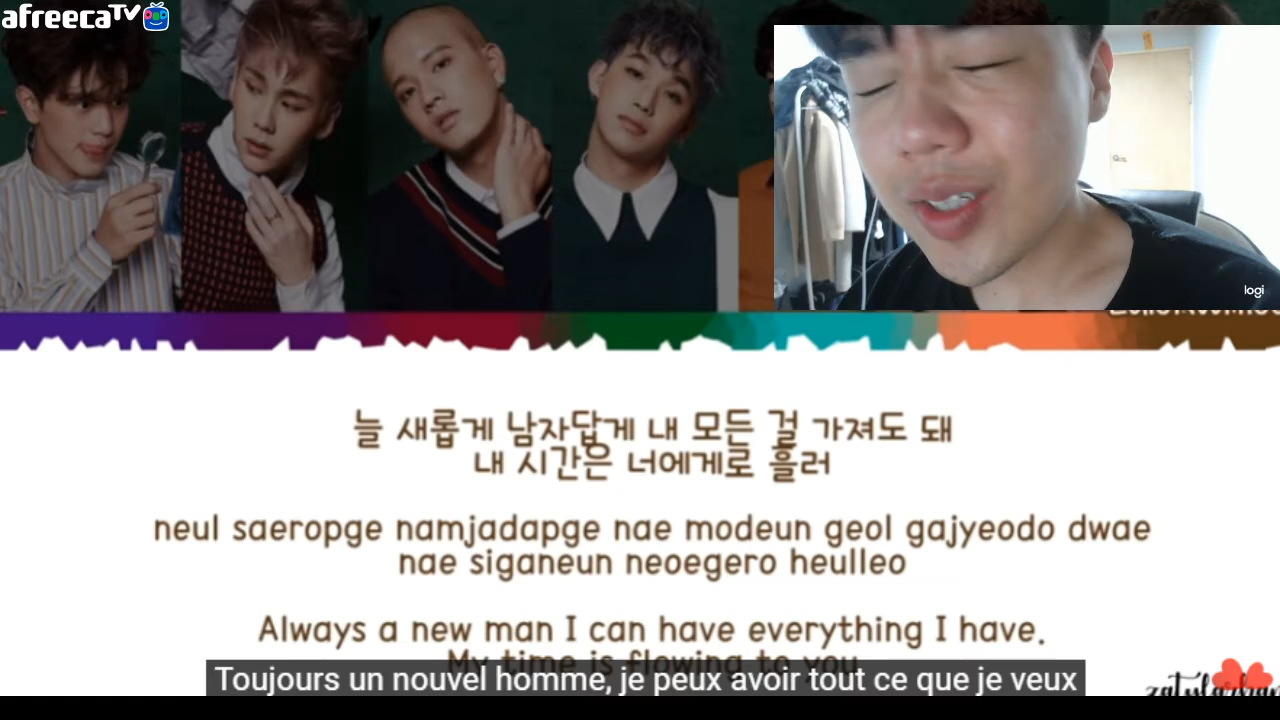 afreecaTV
logi
늘 새롭게 남자답게 내 모든 걸 가져도 돼
내 시간은 너에게로 흘러
neul saeropge namjadapge nae modeun geol gajyeodo dwae
nae siganeun neoegero heulleo
Always a new man I can have everything I have.
My time is flowing to you
Toujours un nouvel homme, je peux avoir tout ce que je veux